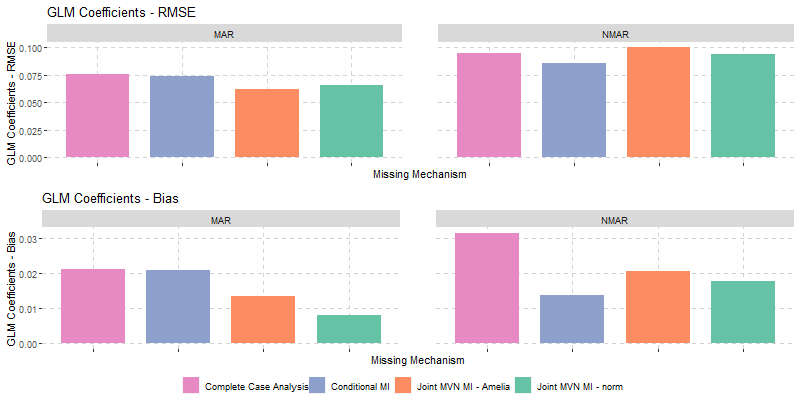 GLM Coefficients - RMSE
MAR
NMAR
GLM Coefficients - RMSE
0.100
0.075
0.050
0.025
0.000
Missing Mechanism
GLM Coefficients - Bias
MAR
NMAR
GLM Coefficients - Bias
0.03
0.02
0.01
0.00
Missing Mechanism
Complete Case Analysis Conditional MI Joint MVN MI - Amelia Joint MVN MI - norm